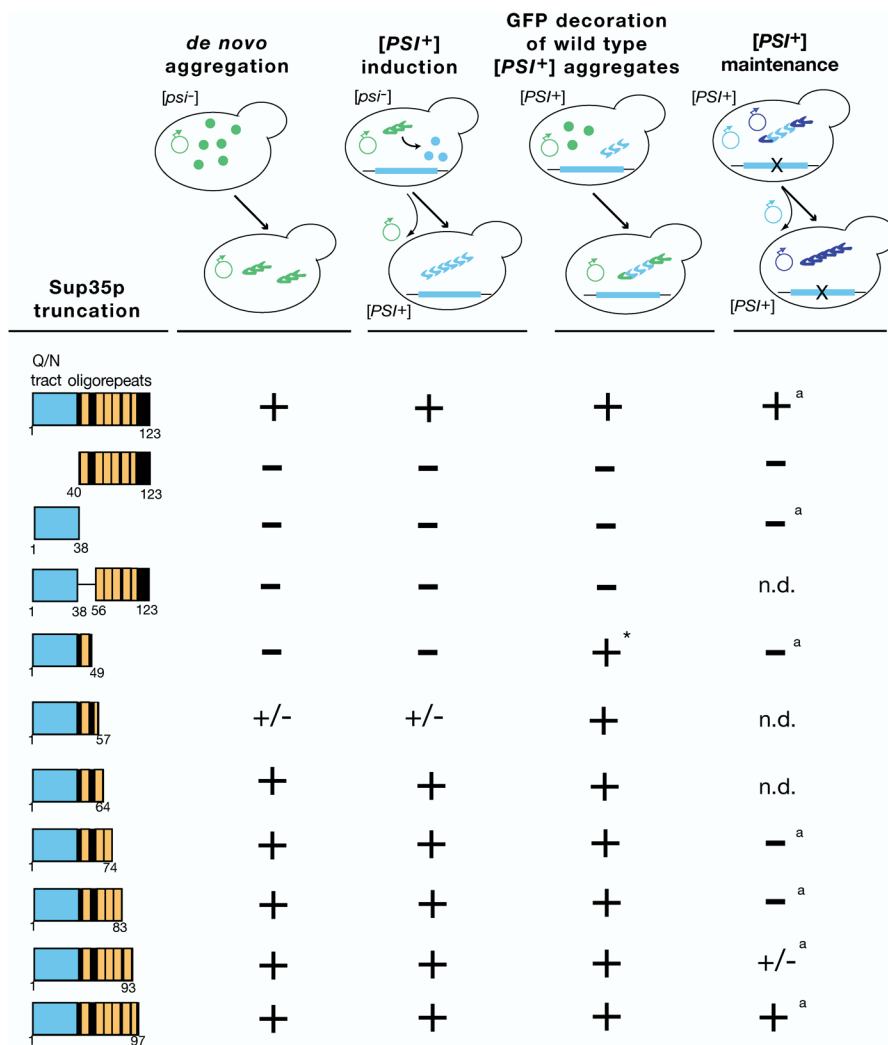 de novo
aggregation
[PSI+]
induction
GFP decoration
of wild type
[PSI+] aggregates
[PSI+]
maintenance
[psi-]
[psi-]
[PSI+]
[PSI+]
X
[PSI+]
X
[PSI+]
Sup35p
truncation
Q/N
tract oligorepeats
1 123
+ + + + a
40 123
- - - -
1 38
- - - - a
1 38 56 123
- - - n.d.
1 49
- - +* - a
1 57
+/- +/- + n.d.
1 64
+ + + n.d.
1 74
+ + + - a
1 83
+ + + - a
1 93
+ + + +/- a
1 97
+ + + + a